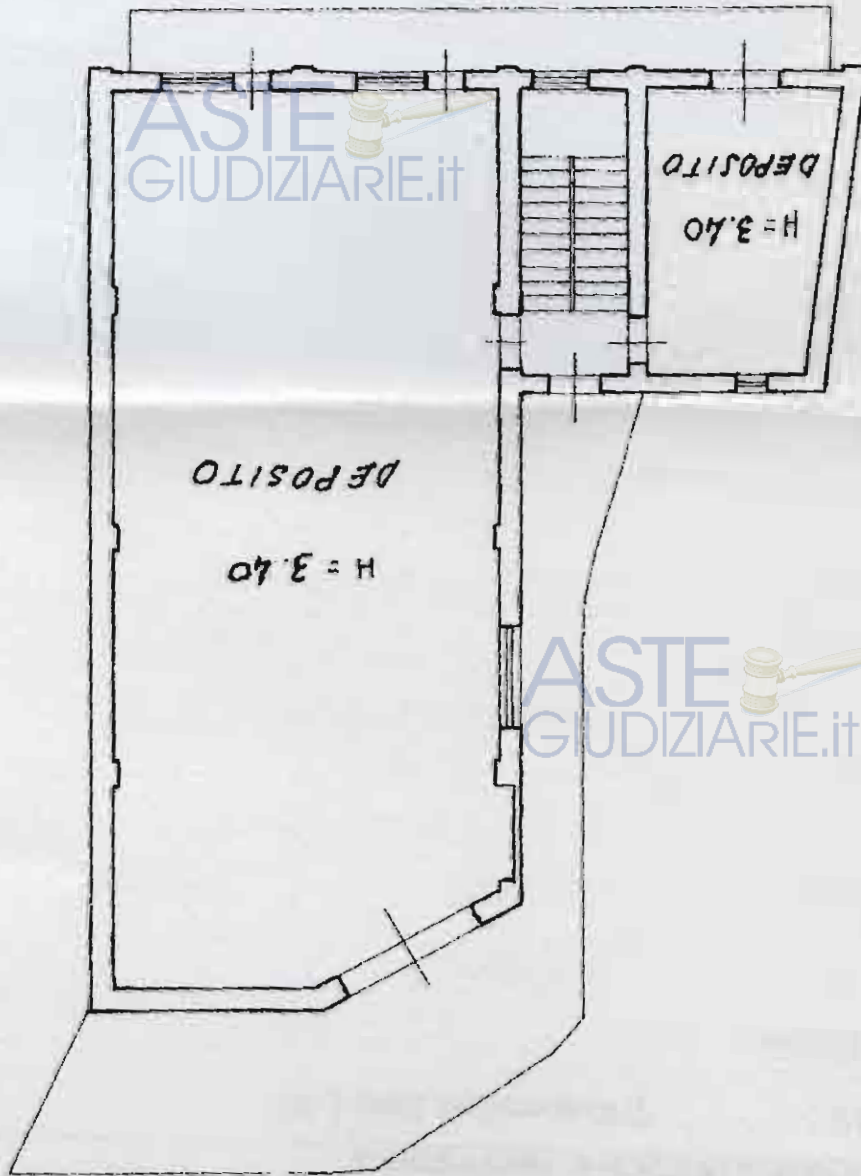 ASTE
GIUDIZIARIE.it
DEPOSITO
H = 3.40
DEPOSITO
H = 3.40
ASTE
GIUDIZIARIE.it